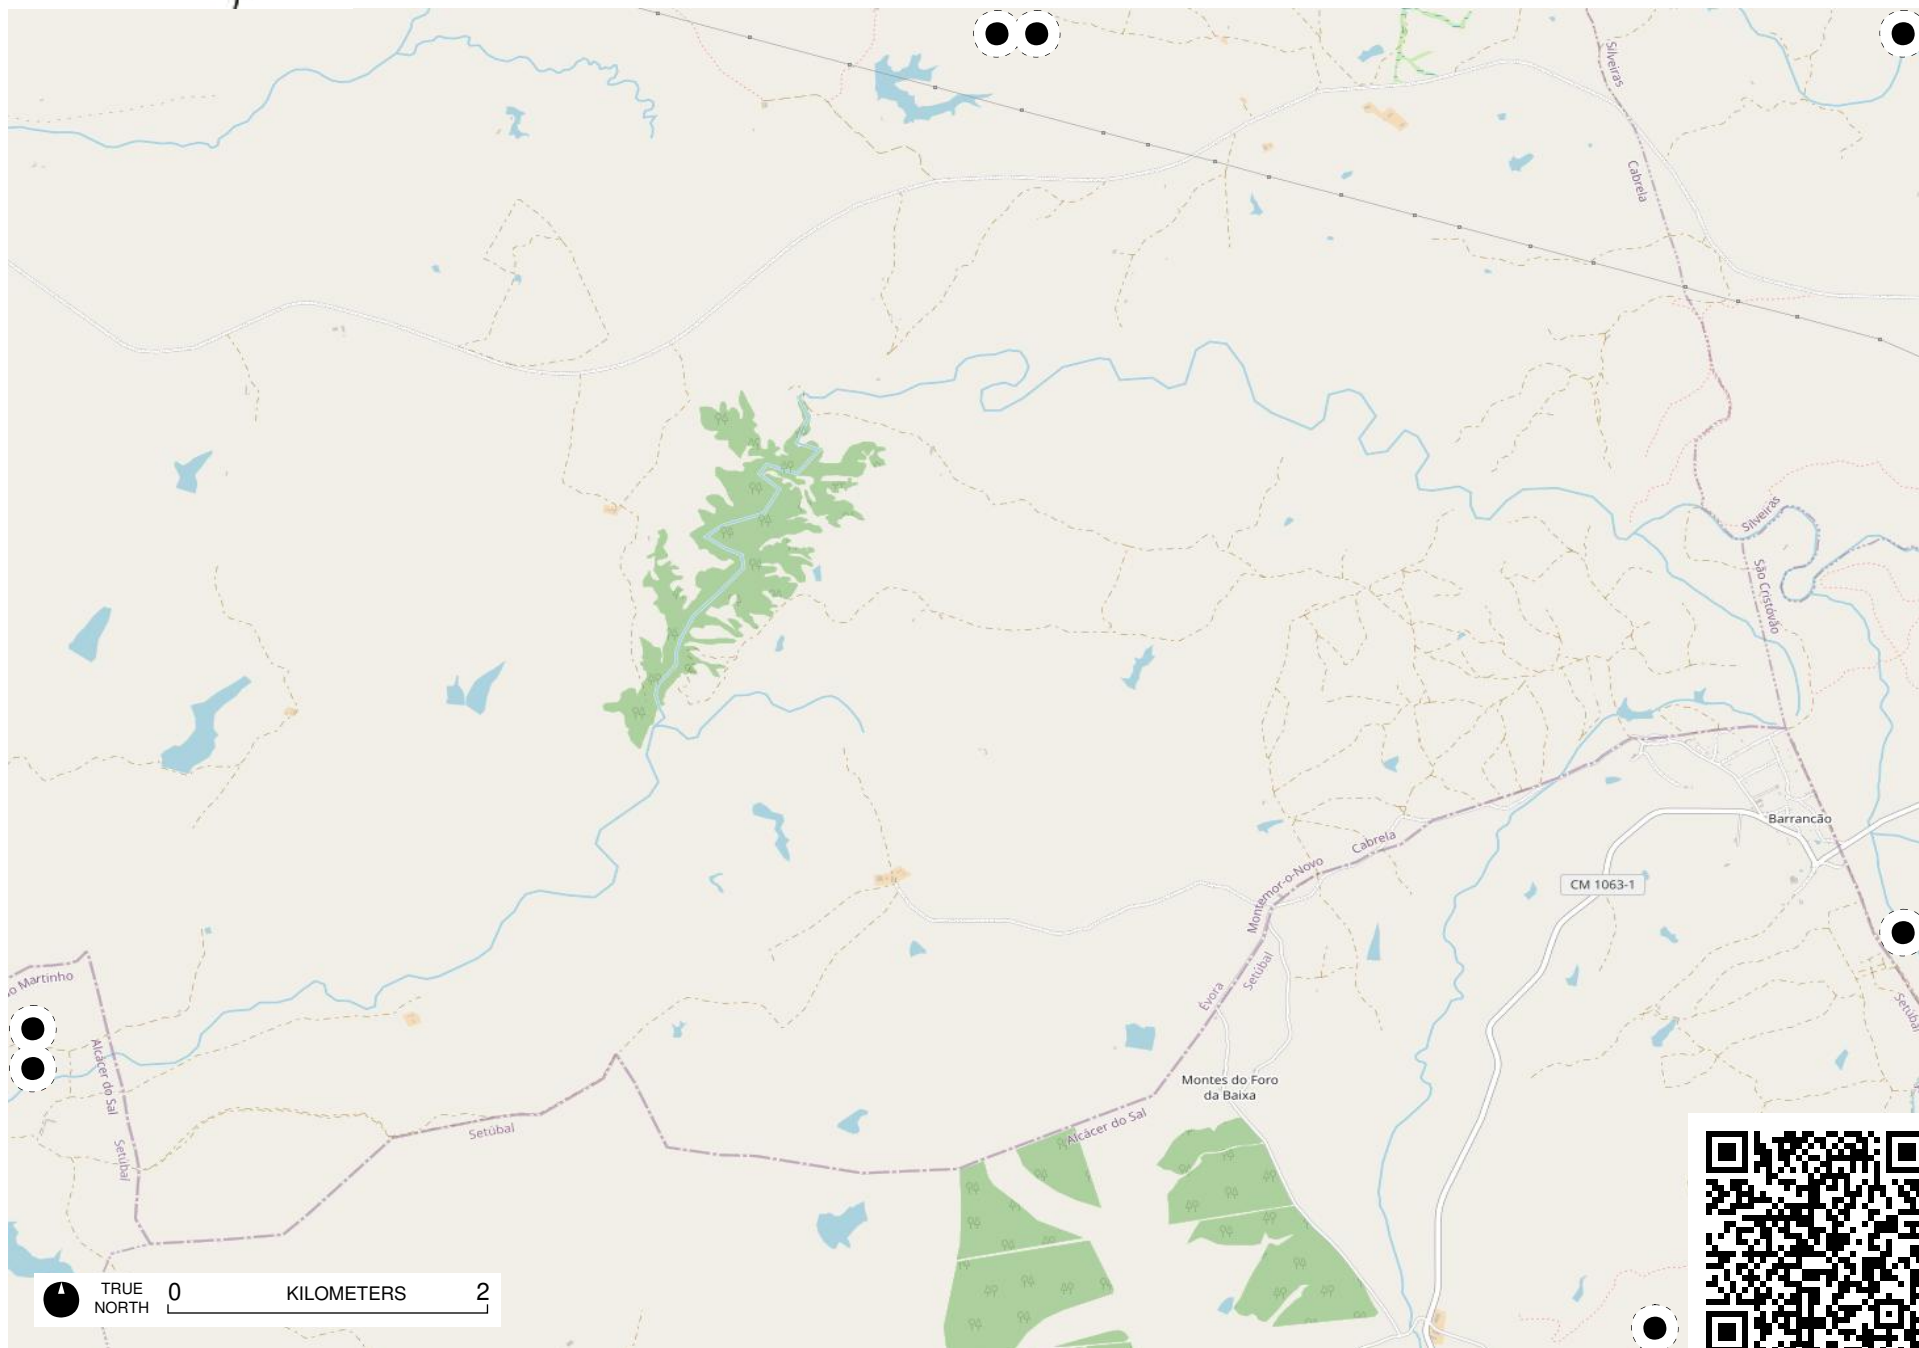 Silveiras
Cabrela
Silveiras
São Cristóvão
Barrancão
CM 1063-1
Cabrela
Montemor-o-Novo
Setúbal
Évora
Martinho
Alcácer do Sal
Setúbal
Setúbal
Setúbal
Montes do Foro
da Baixa
Alcácer do Sal
TRUE
NORTH
0 KILOMETERS 2